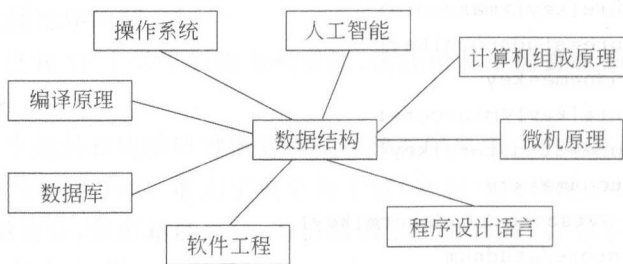 操作系统
人工智能
计算机组成原理
编译原理
数据结构
微机原理
数据库
软件工程
程序设计语言